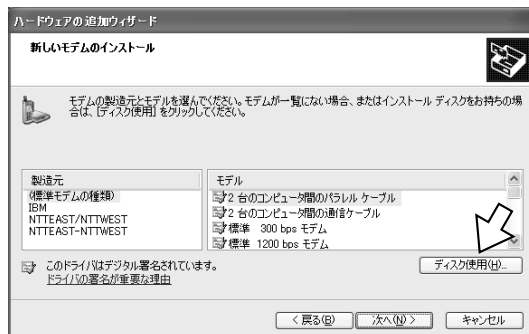 ハードウェアの追加ウィザード
新しいモデムのインストール
モデムの製造元とモデルを選んでください。モデムが一覧にない場合、またはインストール ディスクをお持ちの場
合は、[ディスク使用] をクリックしてください。
製造元
(標準モデムの種類)
IBM
NTTEAST/NTTWEST
NTTEAST-NTTWEST
モデル
2 台のコンピュータ間のパラレル ケーブル
2 台のコンピュータ間の通信ケーブル
標準 300 bps モデム
標準 1200 bps モデム
このドライバはデジタル署名されています。
ドライバの署名が重要な理由
ディスク使用(H)...
< 戻る(B)
次へ(N) >
キャンセル